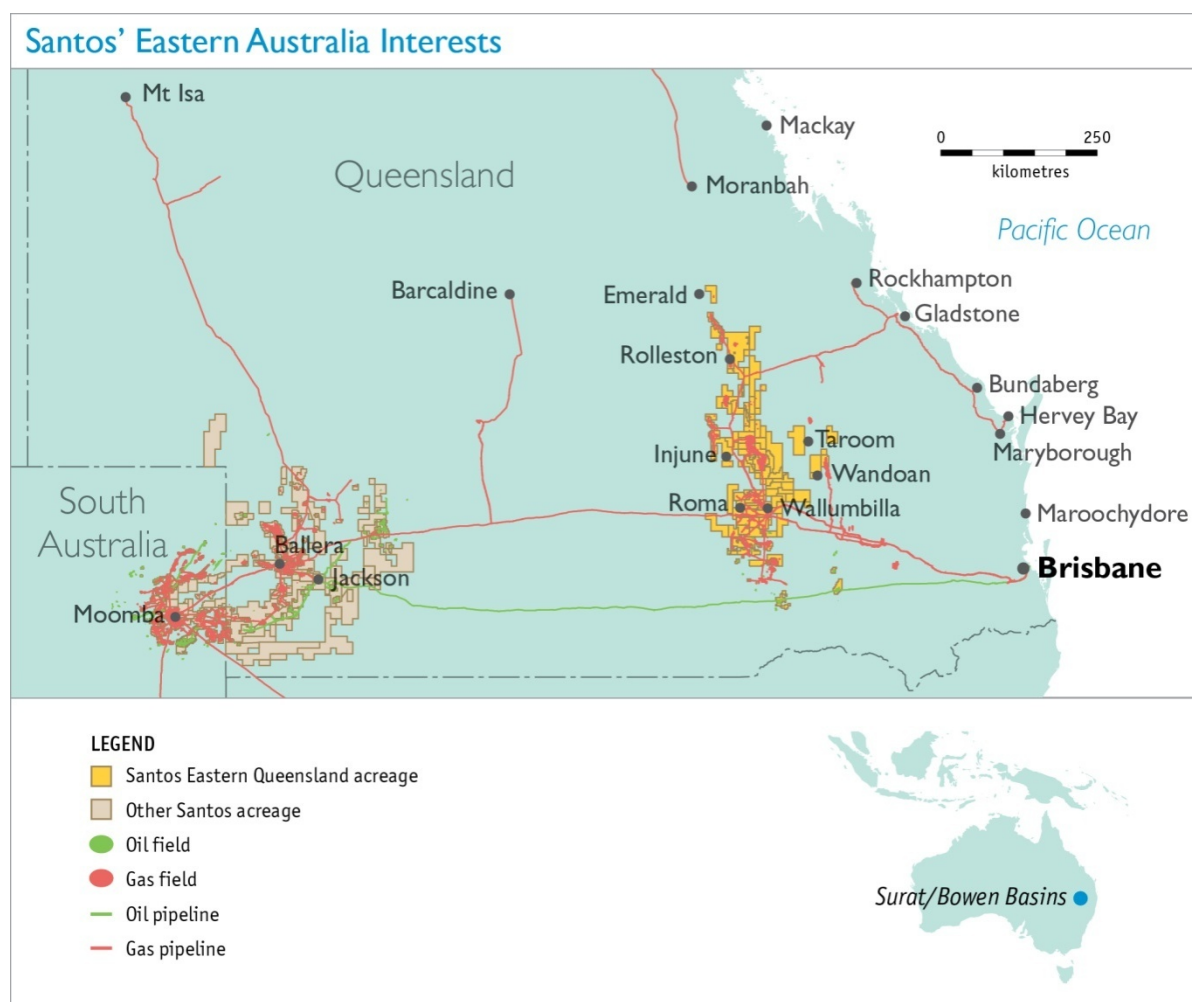 Santos' Eastern Australia Interests
Mt Isa
Mackay
0 250
kilometres
Queensland
Moranbah
Pacific Ocean
Barcaldine
Emerald
Rockhampton
Gladstone
Rolleston
Bundaberg
Hervey Bay
Maryborough
Taroom
Injune
Wandoan
South
Australia
Roma
Wallumbilla
Maroochydore
Ballera
Jackson
Brisbane
Moomba
LEGEND
Santos Eastern Queensland acreage
Other Santos acreage
Oil field
Gas field
Oil pipeline
Gas pipeline
Surat/Bowen Basins